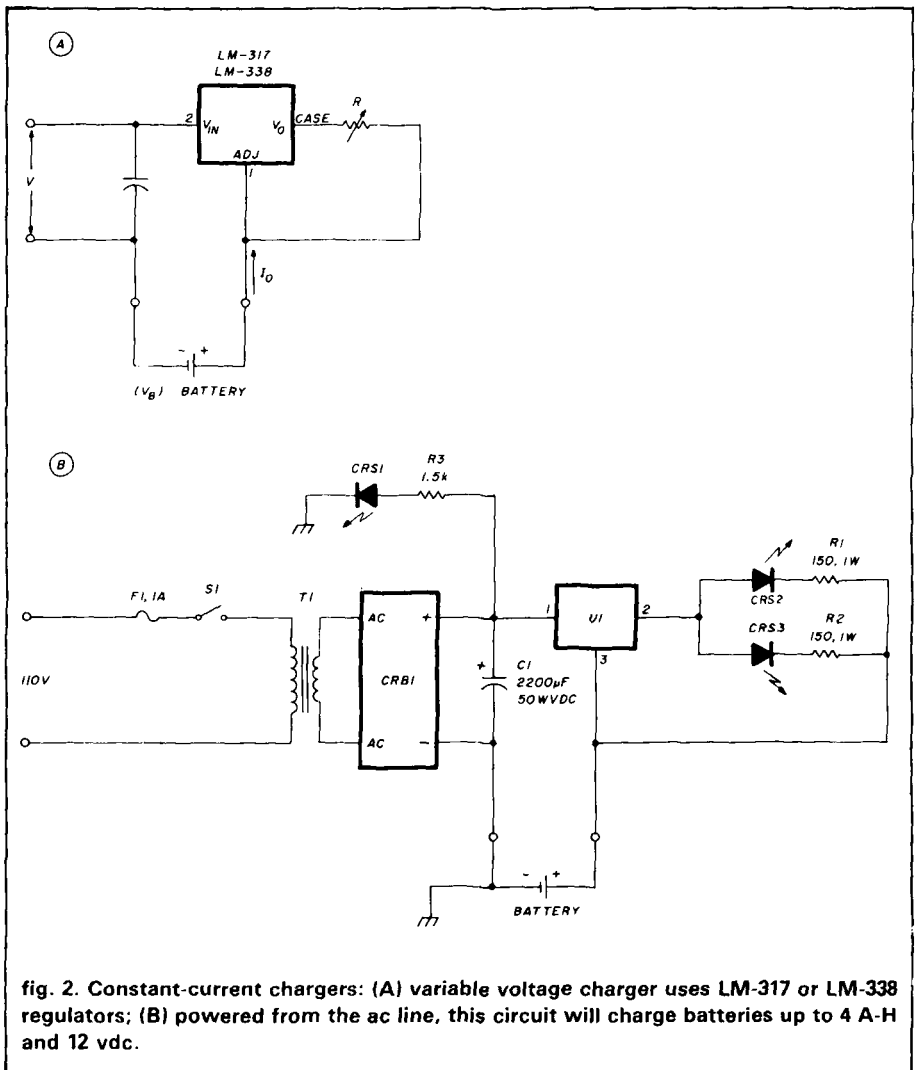 A
LM-317
LM-338
R
2 VIN VO CASE
ADJ
1
V
IO
- +
(VB) BATTERY
B
CRS1
R3
1.5k
F1, 1A S1 T1
AC +
1 U1 2
3
CRS2
R1
150, 1W
CRS3
R2
150, 1W
110V
CRB1
+ C1
2200µF
50WVDC
AC -
- +
BATTERY
fig. 2. Constant-current chargers: (A) variable voltage charger uses LM-317 or LM-338
regulators; (B) powered from the ac line, this circuit will charge batteries up to 4 A-H
and 12 vdc.